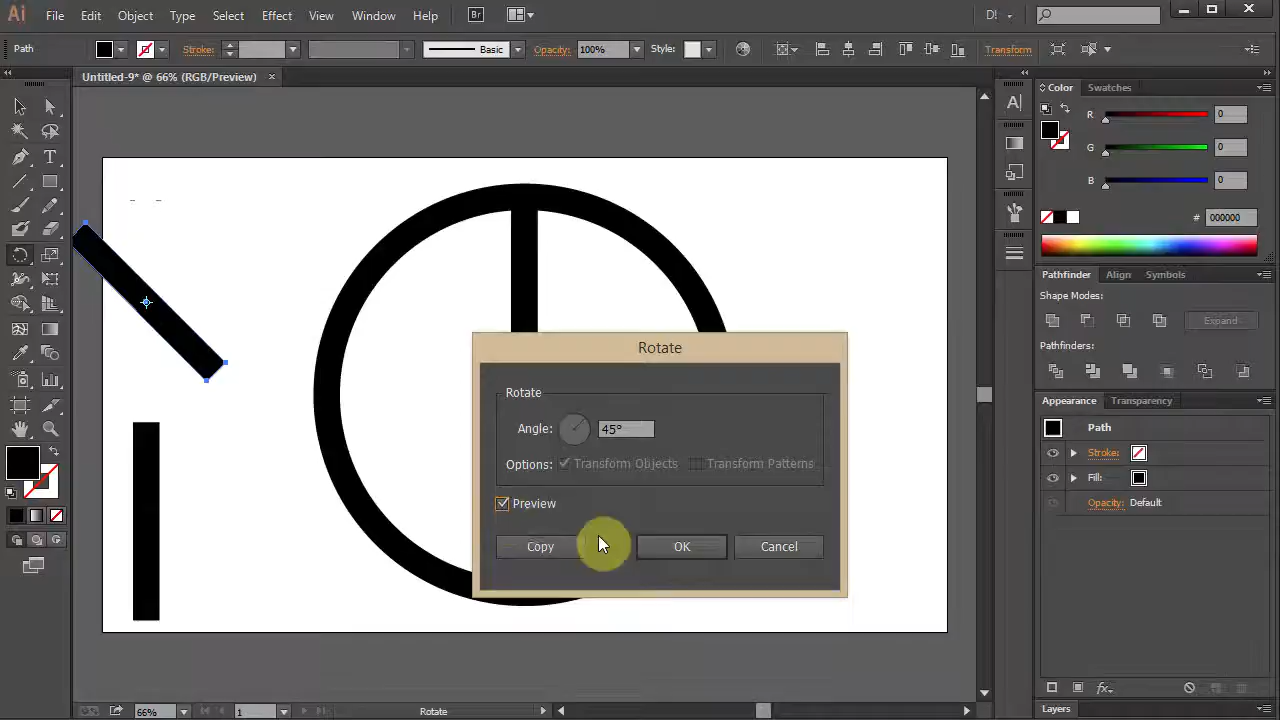 Ai File Edit Object Type Select Effect View Window Help Br D!
Path Stroke: Basic Opacity: 100% Style: Transform
Untitled-9* @ 66% (RGB/Preview)
Color Swatches
R 0
G 0
B 0
# 000000
Pathfinder Align Symbols
Shape Modes:
Expand
Pathfinders:
Appearance Transparency
Path
Stroke:
Fill:
Opacity: Default
fx
Layers
Rotate
Rotate
Angle: 45°
Options: Transform Objects Transform Patterns
Preview
Copy OK Cancel
66% 1 Rotate